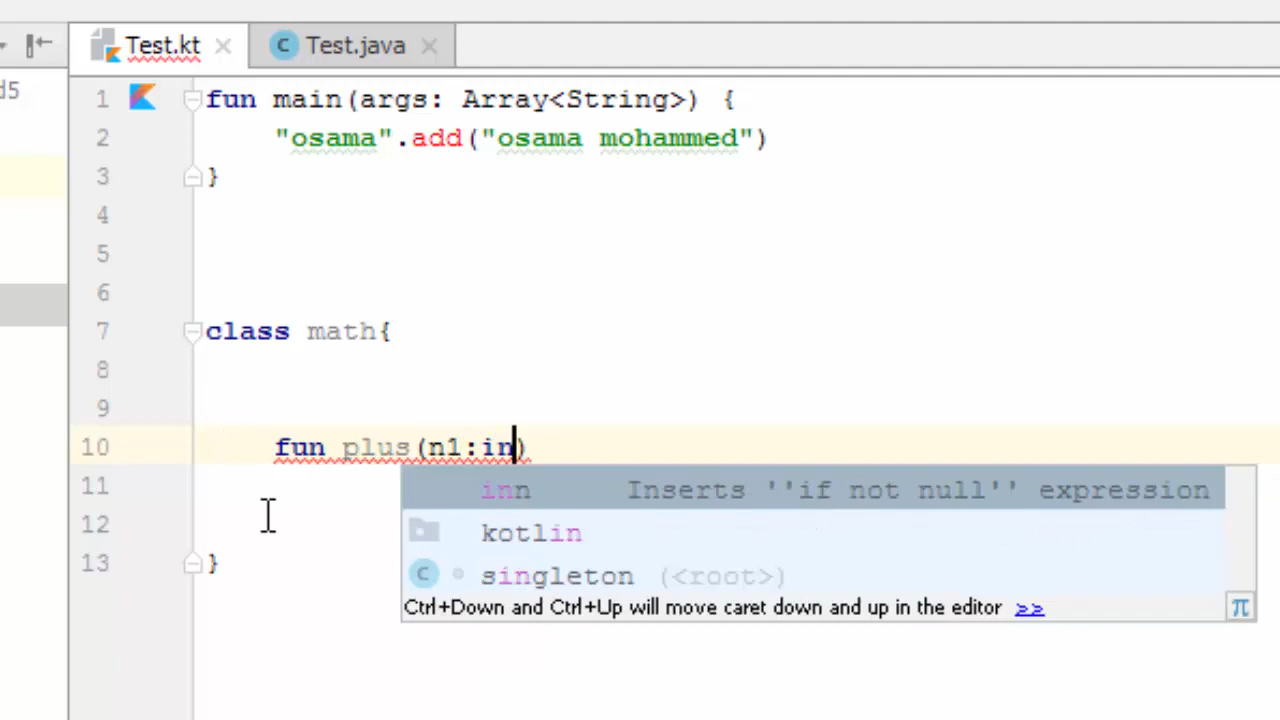 Test.kt Test.java
d5
1 fun main(args: Array<String>) {
2 "osama".add("osama mohammed")
3 }
4
5
6
7 class math{
8
9
10 fun plus(n1:in)
inn Inserts ''if not null'' expression
11
12 kotlin
13 }
singleton (<root>)
Ctrl+Down and Ctrl+Up will move caret down and up in the editor >> π